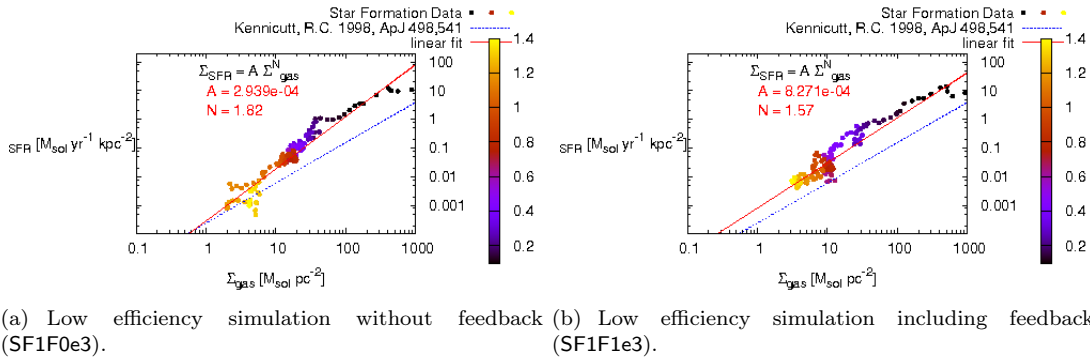 Star Formation Data
Kennicutt, R.C. 1998, ApJ 498,541
linear fit
Σ_SFR = A Σ_gas^N
A = 2.939e-04
N = 1.82
SFR [M_sol yr^-1 kpc^-2]
100
10
1
0.1
0.01
0.001
1.4
1.2
1
0.8
0.6
0.4
0.2
0.1 1 10 100 1000
Σ_gas [M_sol pc^-2]
(a) Low efficiency simulation without feedback
(SF1F0e3).
Star Formation Data
Kennicutt, R.C. 1998, ApJ 498,541
linear fit
Σ_SFR = A Σ_gas^N
A = 8.271e-04
N = 1.57
SFR [M_sol yr^-1 kpc^-2]
100
10
1
0.1
0.01
0.001
1.4
1.2
1
0.8
0.6
0.4
0.2
0.1 1 10 100 1000
Σ_gas [M_sol pc^-2]
(b) Low efficiency simulation including feedback
(SF1F1e3).